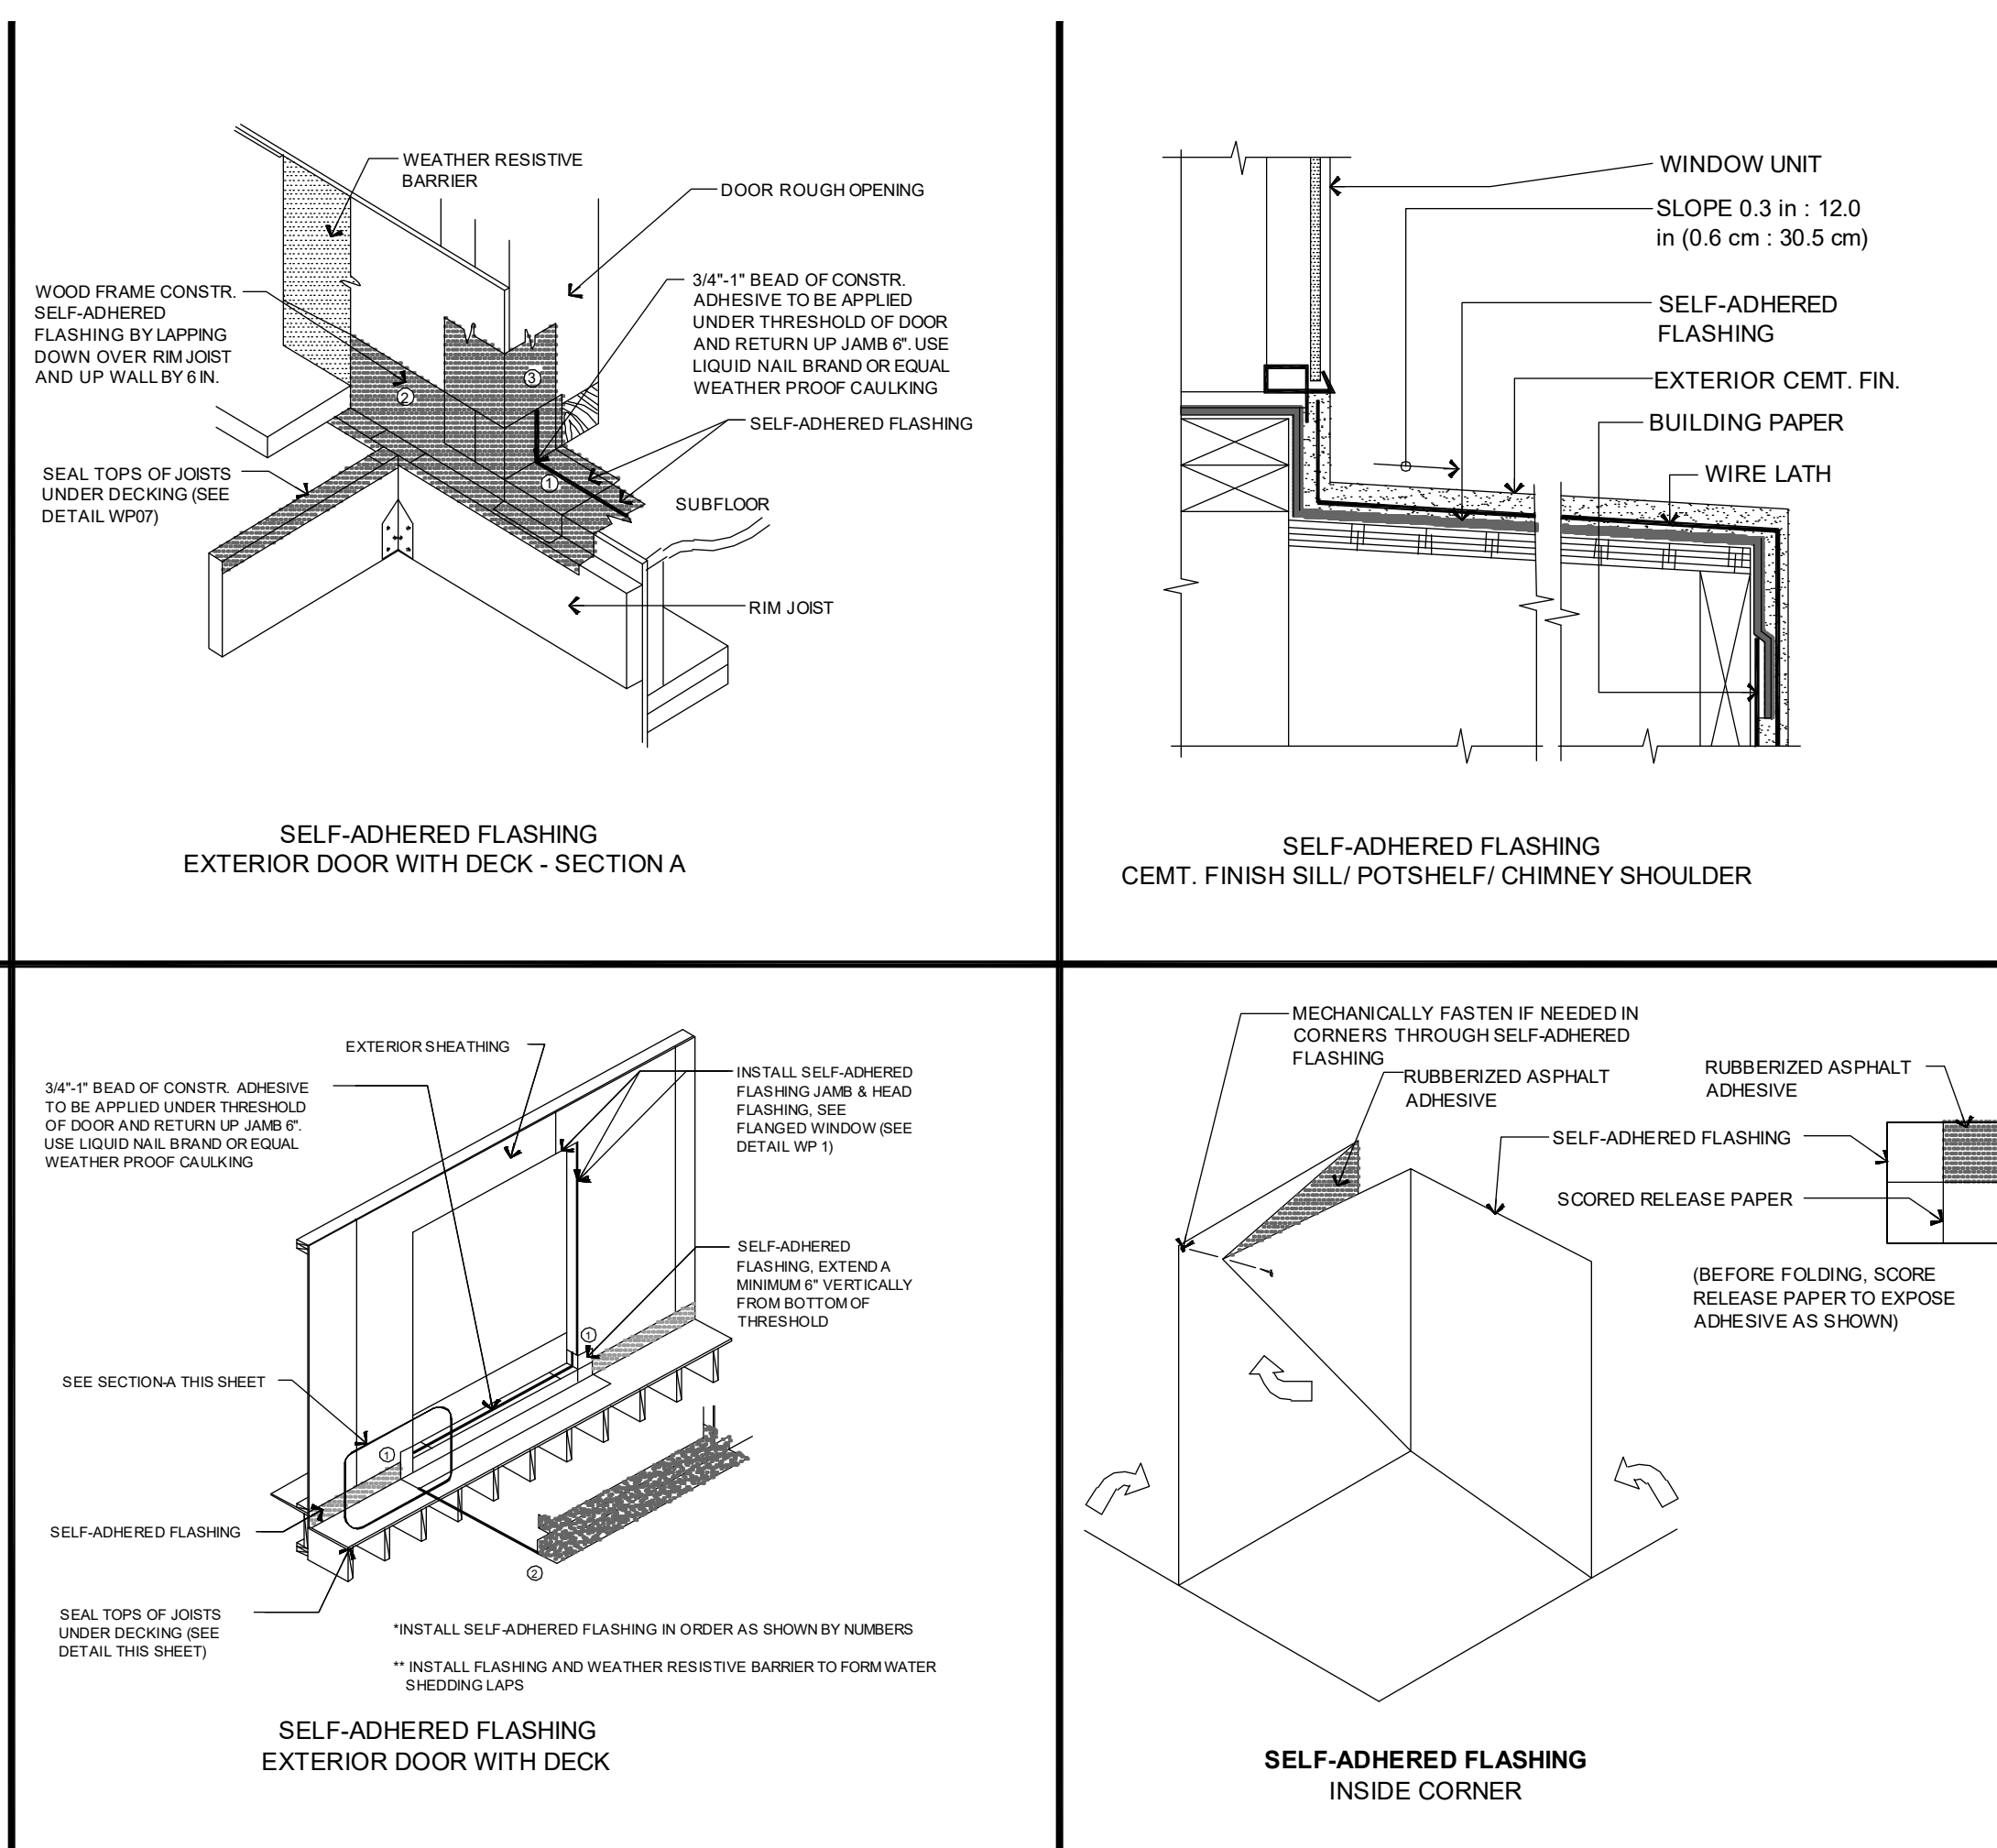 WEATHER RESISTIVE
BARRIER
DOOR ROUGH OPENING
WOOD FRAME CONSTR.
SELF-ADHERED
FLASHING BY LAPPING
DOWN OVER RIM JOIST
AND UP WALL BY 6 IN.
3/4"-1" BEAD OF CONSTR.
ADHESIVE TO BE APPLIED
UNDER THRESHOLD OF DOOR
AND RETURN UP JAMB 6". USE
LIQUID NAIL BRAND OR EQUAL
WEATHER PROOF CAULKING
3
2
SELF-ADHERED FLASHING
SEAL TOPS OF JOISTS
UNDER DECKING (SEE
DETAIL WP07)
1
SUBFLOOR
RIM JOIST
SELF-ADHERED FLASHING
EXTERIOR DOOR WITH DECK - SECTION A
WINDOW UNIT
SLOPE 0.3 in : 12.0
in (0.6 cm : 30.5 cm)
SELF-ADHERED
FLASHING
EXTERIOR CEMT. FIN.
BUILDING PAPER
WIRE LATH
SELF-ADHERED FLASHING
CEMT. FINISH SILL/ POTSHELF/ CHIMNEY SHOULDER
EXTERIOR SHEATHING
3/4"-1" BEAD OF CONSTR. ADHESIVE
TO BE APPLIED UNDER THRESHOLD
OF DOOR AND RETURN UP JAMB 6".
USE LIQUID NAIL BRAND OR EQUAL
WEATHER PROOF CAULKING
INSTALL SELF-ADHERED
FLASHING JAMB & HEAD
FLASHING, SEE
FLANGED WINDOW (SEE
DETAIL WP 1)
SELF-ADHERED
FLASHING, EXTEND A
MINIMUM 6" VERTICALLY
FROM BOTTOM OF
THRESHOLD
1
SEE SECTION-A THIS SHEET
1
SELF-ADHERED FLASHING
2
SEAL TOPS OF JOISTS
UNDER DECKING (SEE
DETAIL THIS SHEET)
*INSTALL SELF-ADHERED FLASHING IN ORDER AS SHOWN BY NUMBERS
** INSTALL FLASHING AND WEATHER RESISTIVE BARRIER TO FORM WATER
SHEDDING LAPS
SELF-ADHERED FLASHING
EXTERIOR DOOR WITH DECK
MECHANICALLY FASTEN IF NEEDED IN
CORNERS THROUGH SELF-ADHERED
FLASHING
RUBBERIZED ASPHALT
ADHESIVE
RUBBERIZED ASPHALT
ADHESIVE
SELF-ADHERED FLASHING
SCORED RELEASE PAPER
(BEFORE FOLDING, SCORE
RELEASE PAPER TO EXPOSE
ADHESIVE AS SHOWN)
SELF-ADHERED FLASHING
INSIDE CORNER